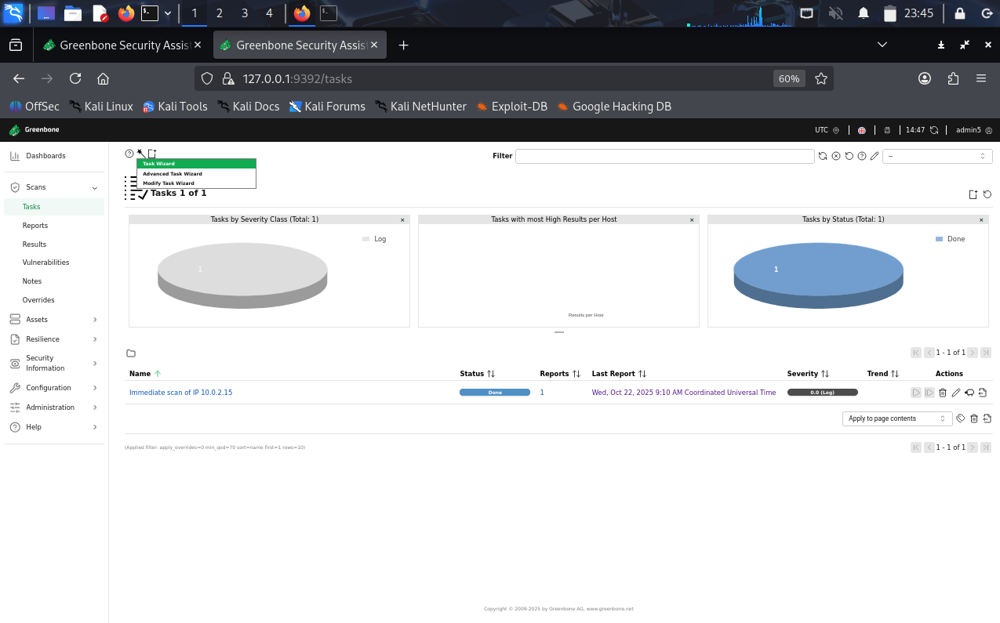 1 2 3 4 23:45
Greenbone Security Assis Greenbone Security Assis
127.0.0.1:9392/tasks 60%
OffSec Kali Linux Kali Tools Kali Docs Kali Forums Kali NetHunter Exploit-DB Google Hacking DB
Greenbone UTC 14:47 admin5
Dashboards
Scans
Tasks
Reports
Results
Vulnerabilities
Notes
Overrides
Assets
Resilience
Security
Information
Configuration
Administration
Help
Filter --
Task Wizard
Advanced Task Wizard
Modify Task Wizard
Tasks 1 of 1
Tasks by Severity Class (Total: 1)
Log
1
Tasks with most High Results per Host
Results per Host
Tasks by Status (Total: 1)
Done
1
1 - 1 of 1
Name Status Reports Last Report Severity Trend Actions
Immediate scan of IP 10.0.2.15 Done 1 Wed, Oct 22, 2025 9:10 AM Coordinated Universal Time 0.0 (Log)
Apply to page contents
(Applied filter: apply_overrides=0 min_qod=70 sort=name first=1 rows=10) 1 - 1 of 1
Copyright © 2009-2025 by Greenbone AG, www.greenbone.net